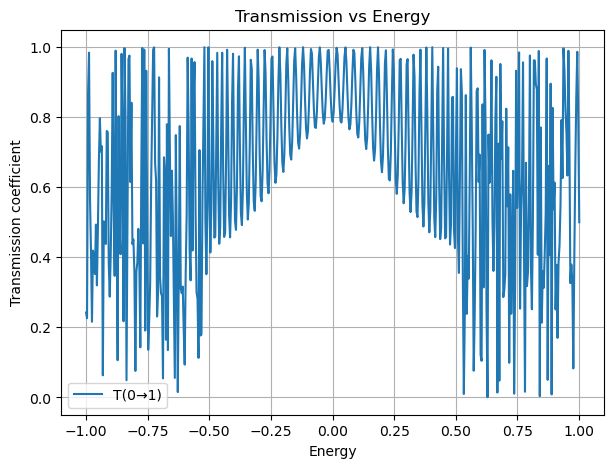 Transmission vs Energy
Transmission coefficient
1.0
0.8
0.6
0.4
0.2
0.0
T(0→1)
−1.00 −0.75 −0.50 −0.25 0.00 0.25 0.50 0.75 1.00
Energy